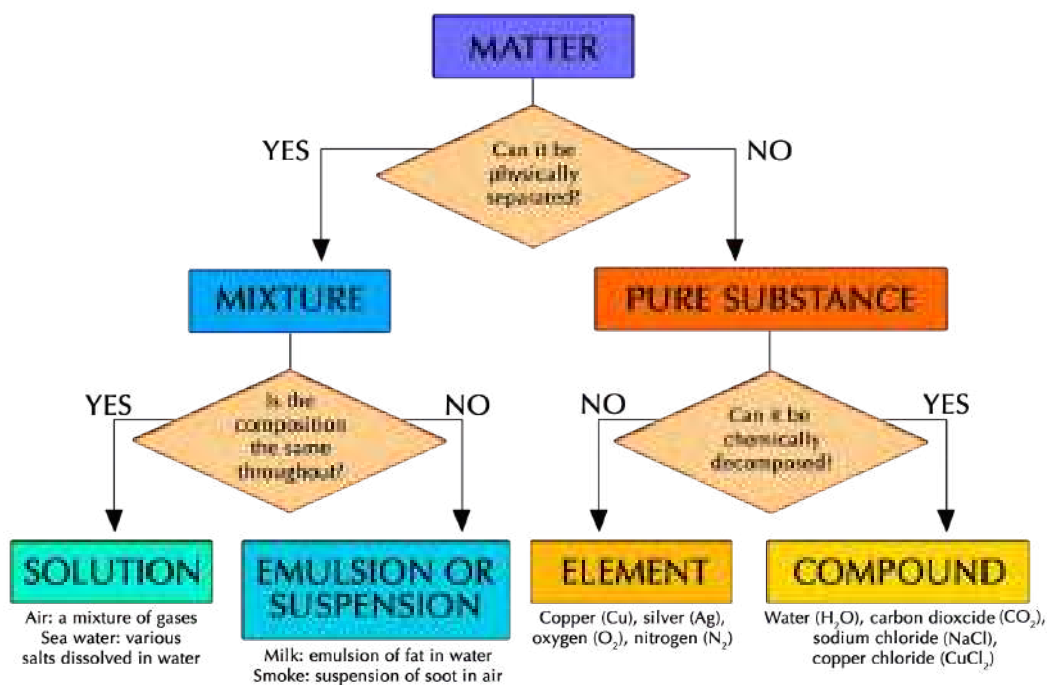 MATTER
YES
Can it be
physically
separated?
NO
MIXTURE
PURE SUBSTANCE
YES
Is the
composition
the same
throughout?
NO
NO
Can it be
chemically
decomposed?
YES
SOLUTION
Air: a mixture of gases
Sea water: various
salts dissolved in water
EMULSION OR
SUSPENSION
Milk: emulsion of fat in water
Smoke: suspension of soot in air
ELEMENT
Copper (Cu), silver (Ag),
oxygen (O₂), nitrogen (N₂)
COMPOUND
Water (H₂O), carbon dioxcide (CO₂),
sodium chloride (NaCl),
copper chloride (CuCl₂)